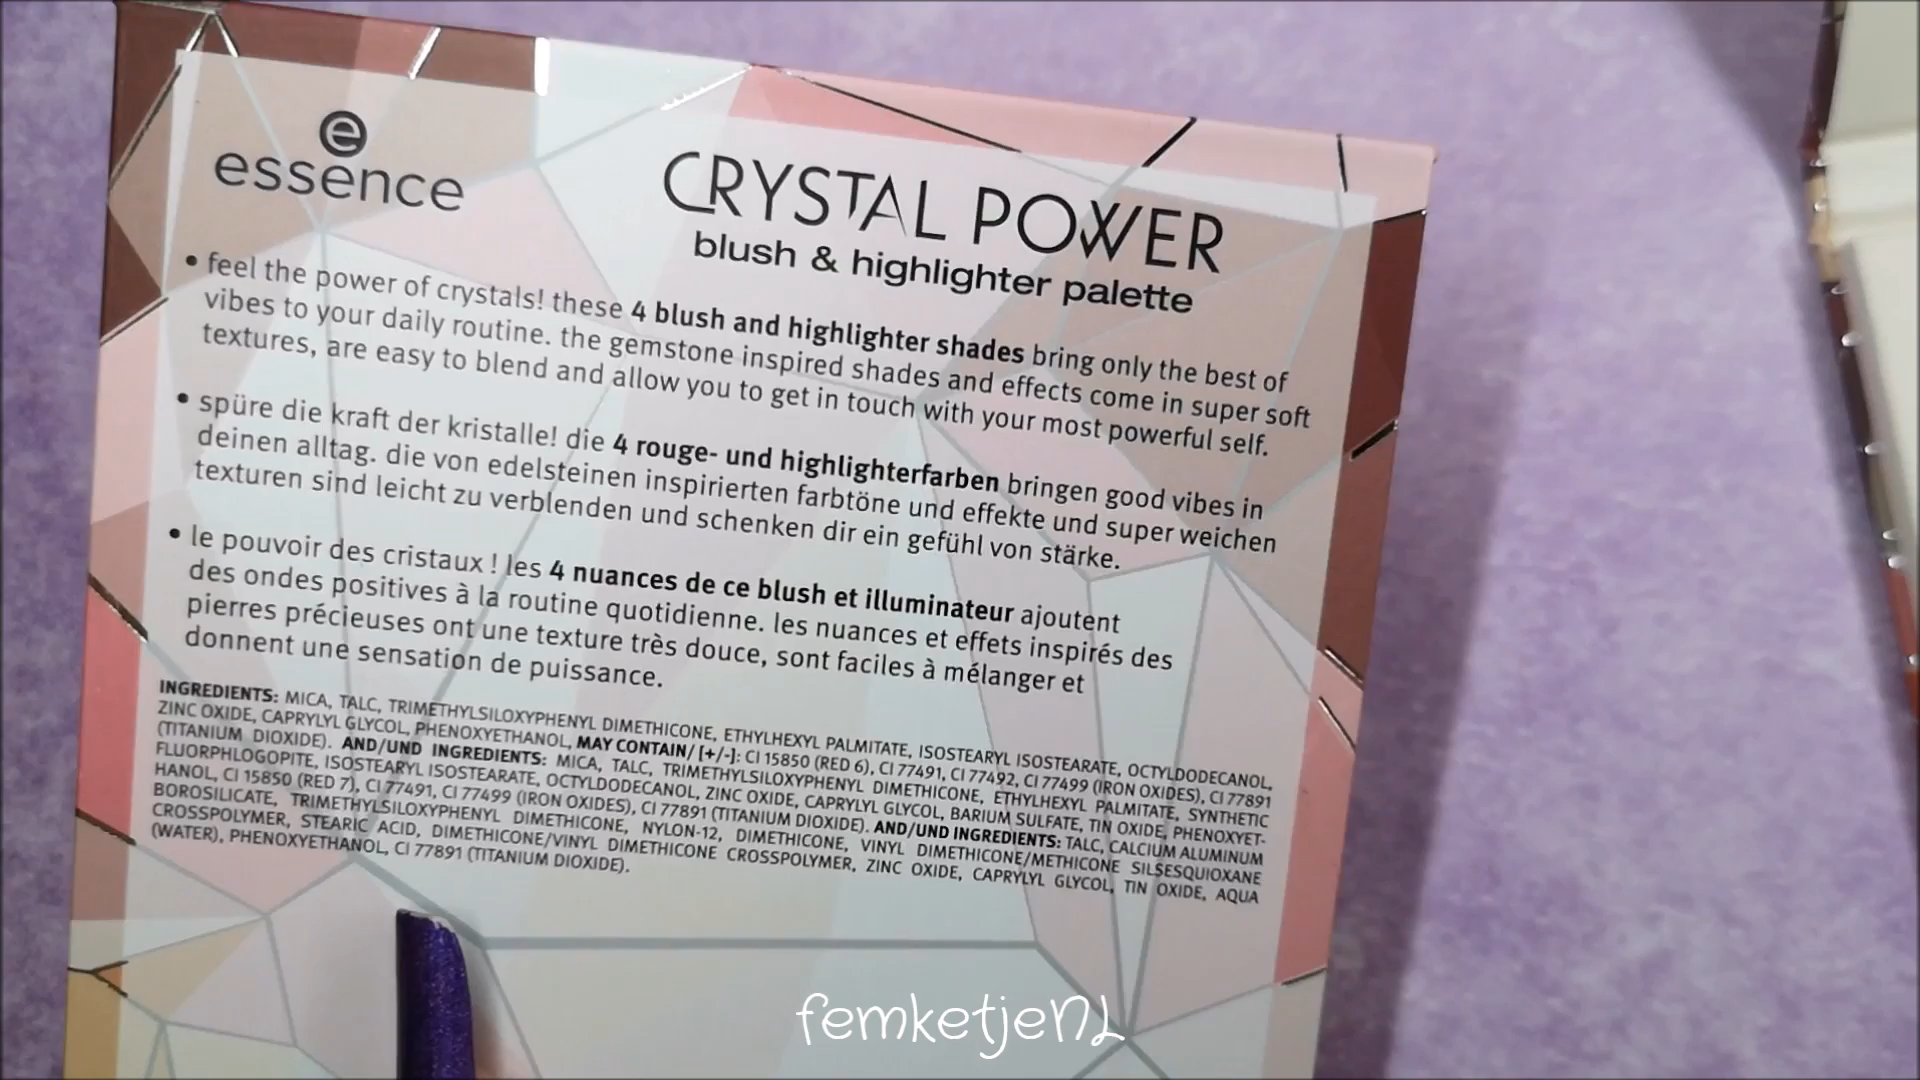 e
essence
CRYSTAL POWER
blush & highlighter palette
• feel the power of crystals! these 4 blush and highlighter shades bring only the best of
vibes to your daily routine. the gemstone inspired shades and effects come in super soft
textures, are easy to blend and allow you to get in touch with your most powerful self.
• spüre die kraft der kristalle! die 4 rouge- und highlighterfarben bringen good vibes in
deinen alltag. die von edelsteinen inspirierten farbtöne und effekte und super weichen
texturen sind leicht zu verblenden und schenken dir ein gefühl von stärke.
• le pouvoir des cristaux ! les 4 nuances de ce blush et illuminateur ajoutent
des ondes positives à la routine quotidienne. les nuances et effets inspirés des
pierres précieuses ont une texture très douce, sont faciles à mélanger et
donnent une sensation de puissance.
INGREDIENTS: MICA, TALC, TRIMETHYLSILOXYPHENYL DIMETHICONE, ETHYLHEXYL PALMITATE, ISOSTEARYL ISOSTEARATE, OCTYLDODECANOL,
ZINC OXIDE, CAPRYLYL GLYCOL, PHENOXYETHANOL, MAY CONTAIN/ [+/-]: CI 15850 (RED 6), CI 77491, CI 77492, CI 77499 (IRON OXIDES), CI 77891
(TITANIUM DIOXIDE). AND/UND INGREDIENTS: MICA, TALC, TRIMETHYLSILOXYPHENYL DIMETHICONE, ETHYLHEXYL PALMITATE, SYNTHETIC
FLUORPHLOGOPITE, ISOSTEARYL ISOSTEARATE, OCTYLDODECANOL, ZINC OXIDE, CAPRYLYL GLYCOL, BARIUM SULFATE, TIN OXIDE, PHENOXYET-
HANOL, CI 15850 (RED 7), CI 77491, CI 77499 (IRON OXIDES), CI 77891 (TITANIUM DIOXIDE). AND/UND INGREDIENTS: TALC, CALCIUM ALUMINUM
BOROSILICATE, TRIMETHYLSILOXYPHENYL DIMETHICONE, NYLON-12, DIMETHICONE, VINYL DIMETHICONE/METHICONE SILSESQUIOXANE
CROSSPOLYMER, STEARIC ACID, DIMETHICONE/VINYL DIMETHICONE CROSSPOLYMER, ZINC OXIDE, CAPRYLYL GLYCOL, TIN OXIDE, AQUA
(WATER), PHENOXYETHANOL, CI 77891 (TITANIUM DIOXIDE).
femketjeNL